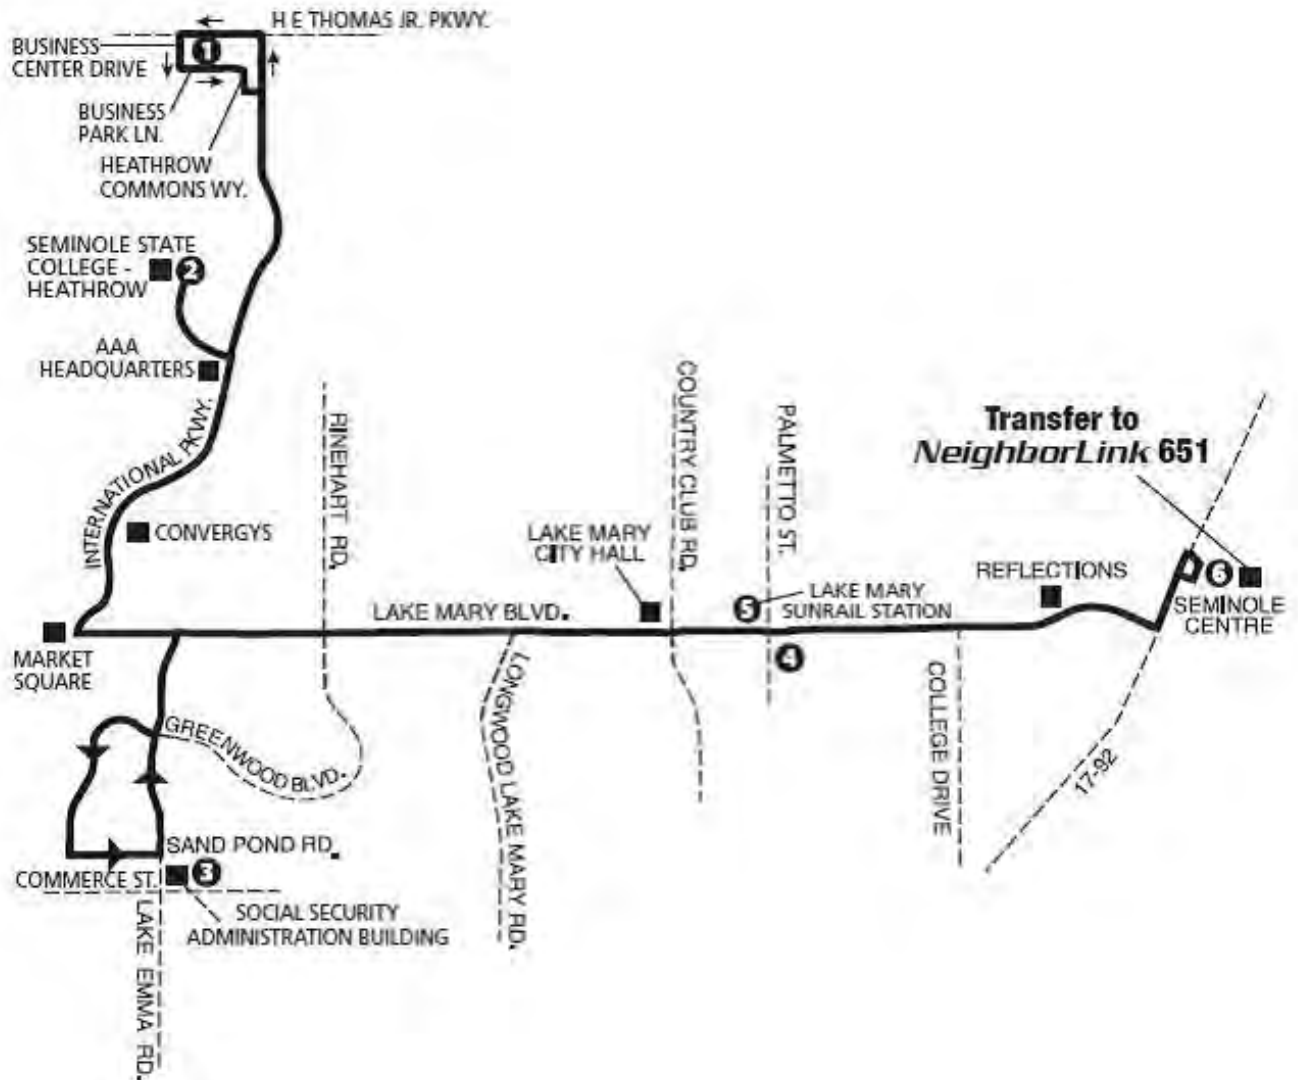 H E THOMAS JR. PKWY.
BUSINESS
CENTER DRIVE
1
BUSINESS
PARK LN.
HEATHROW
COMMONS WY.
SEMINOLE STATE
COLLEGE -
HEATHROW
2
AAA
HEADQUARTERS
INTERNATIONAL PKWY.
CONVERGYS
RINEHART RD.
COUNTRY CLUB RD.
PALMETTO ST.
Transfer to
NeighborLink 651
LAKE MARY
CITY HALL
REFLECTIONS
6
SEMINOLE
CENTRE
LAKE MARY BLVD.
5
LAKE MARY
SUNRAIL STATION
4
MARKET
SQUARE
GREENWOOD BLVD.
LONGWOOD LAKE MARY RD.
COLLEGE DRIVE
17-92
SAND POND RD.
COMMERCE ST.
3
SOCIAL SECURITY
ADMINISTRATION BUILDING
LAKE EMMA RD.